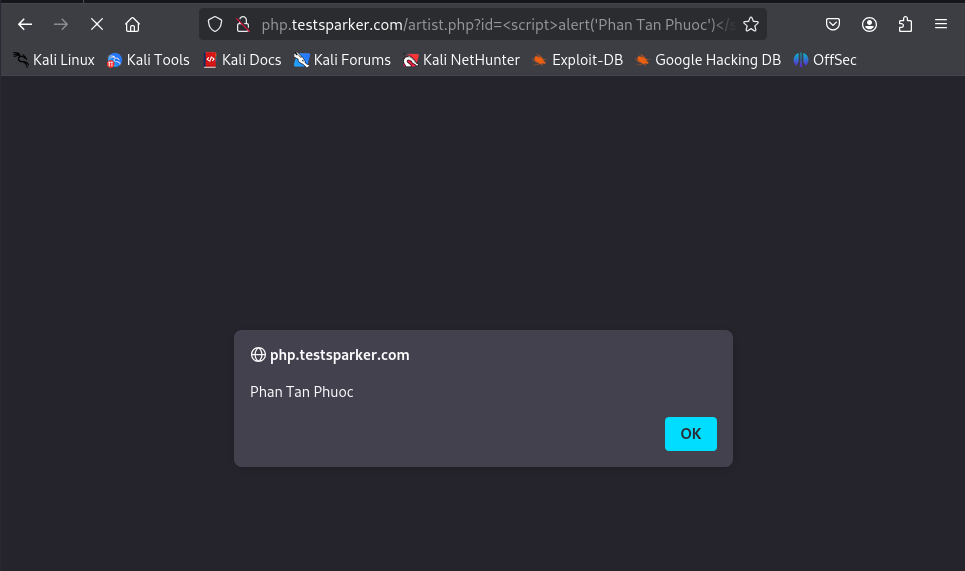 php.testsparker.com/artist.php?id=<script>alert('Phan Tan Phuoc')</s
Kali Linux Kali Tools Kali Docs Kali Forums Kali NetHunter Exploit-DB Google Hacking DB OffSec
php.testsparker.com
Phan Tan Phuoc
OK